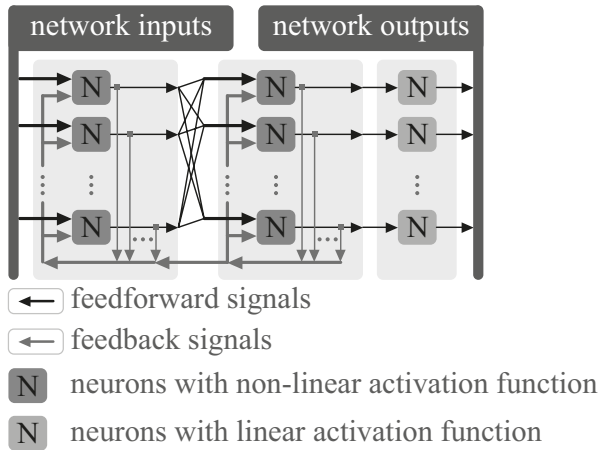 network inputs network outputs
N N N
N N N
N N N
feedforward signals
feedback signals
N neurons with non-linear activation function
N neurons with linear activation function